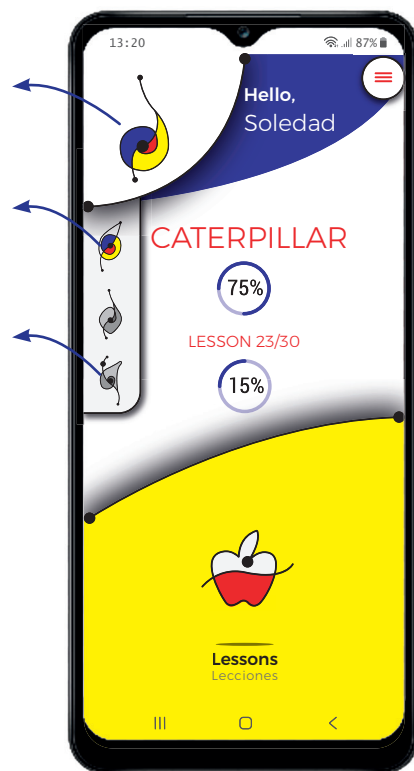 13:20
87%
Hello,
Soledad
CATERPILLAR
75%
LESSON 23/30
15%
Lessons
Lecciones